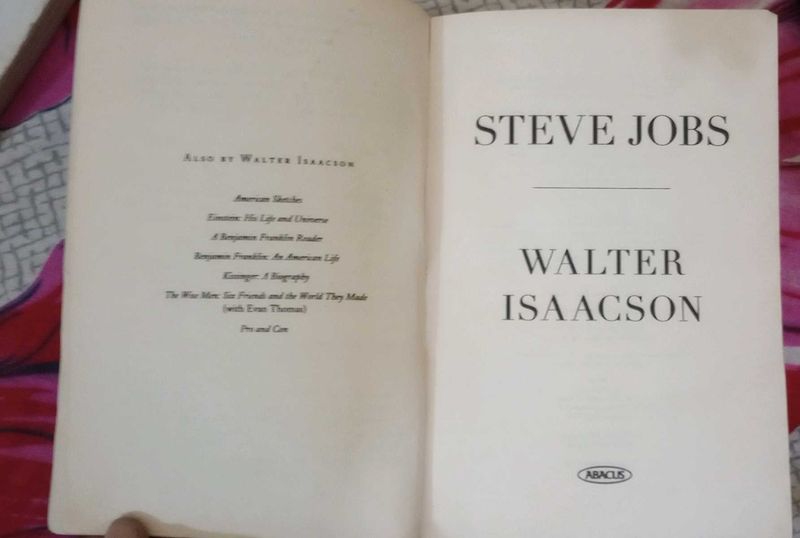 ALSO BY WALTER ISAACSON
American Sketches
Einstein: His Life and Universe
A Benjamin Franklin Reader
Benjamin Franklin: An American Life
Kissinger: A Biography
The Wise Men: Six Friends and the World They Made
(with Evan Thomas)
Pro and Con
STEVE JOBS
WALTER
ISAACSON
ABACUS